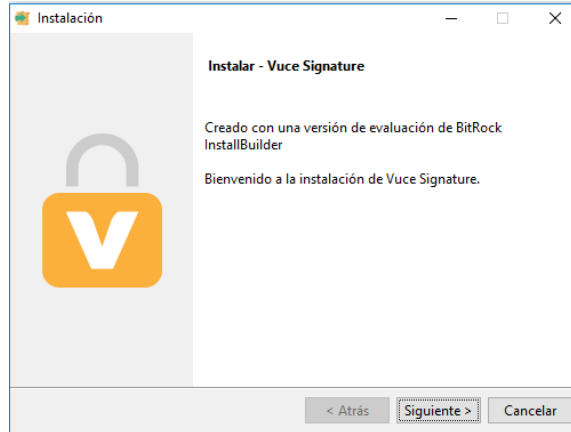 Instalación
Instalar - Vuce Signature
Creado con una versión de evaluación de BitRock
InstallBuilder
Bienvenido a la instalación de Vuce Signature.
V
< Atrás Siguiente > Cancelar